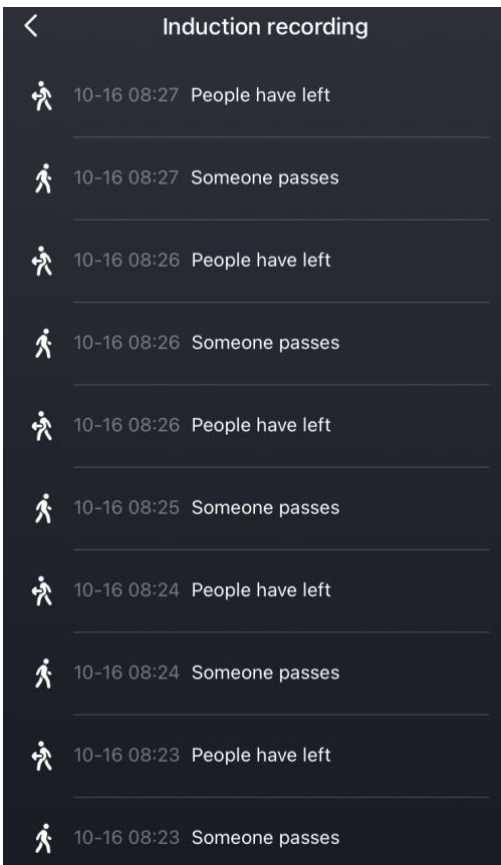 Induction recording
10-16 08:27 People have left
10-16 08:27 Someone passes
10-16 08:26 People have left
10-16 08:26 Someone passes
10-16 08:26 People have left
10-16 08:25 Someone passes
10-16 08:24 People have left
10-16 08:24 Someone passes
10-16 08:23 People have left
10-16 08:23 Someone passes